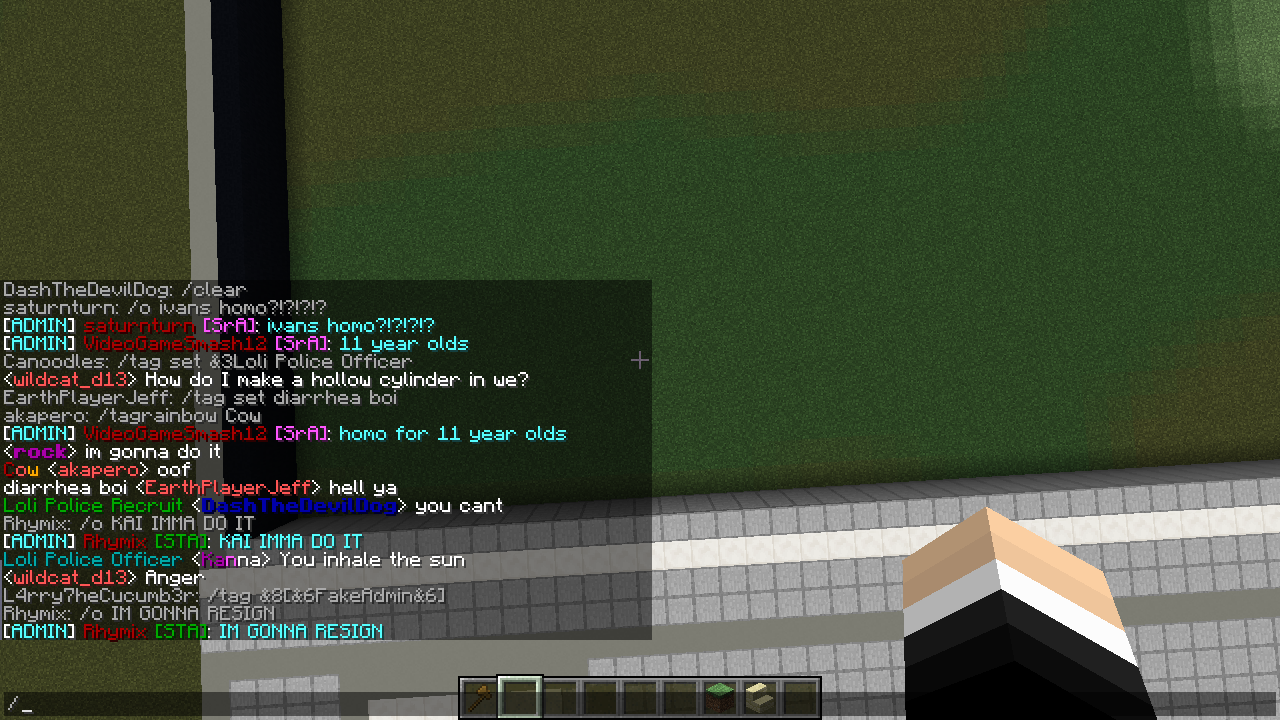 DashTheDevilDog: /clear
saturnturn: /o ivans homo?!?!?!?
[ADMIN] saturnturn [SrA]: ivans homo?!?!?!?
[ADMIN] VideoGameSmash12 [SrA]: 11 year olds
Canoodles: /tag set &3Loli Police Officer
<wildcat_d13> How do I make a hollow cylinder in we?
EarthPlayerJeff: /tag set diarrhea boi
akapero: /tagrainbow Cow
[ADMIN] VideoGameSmash12 [SrA]: homo for 11 year olds
<rock> im gonna do it
Cow <akapero> oof
diarrhea boi <EarthPlayerJeff> hell ya
Loli Police Recruit <DashTheDevilDog> you cant
Rhymix: /o KAI IMMA DO IT
[ADMIN] Rhymix [STA]: KAI IMMA DO IT
Loli Police Officer <Kanna> You inhale the sun
<wildcat_d13> Anger
L4rry7heCucumb3r: /tag &8[&6FakeAdmin&6]
Rhymix: /o IM GONNA RESIGN
[ADMIN] Rhymix [STA]: IM GONNA RESIGN
/_